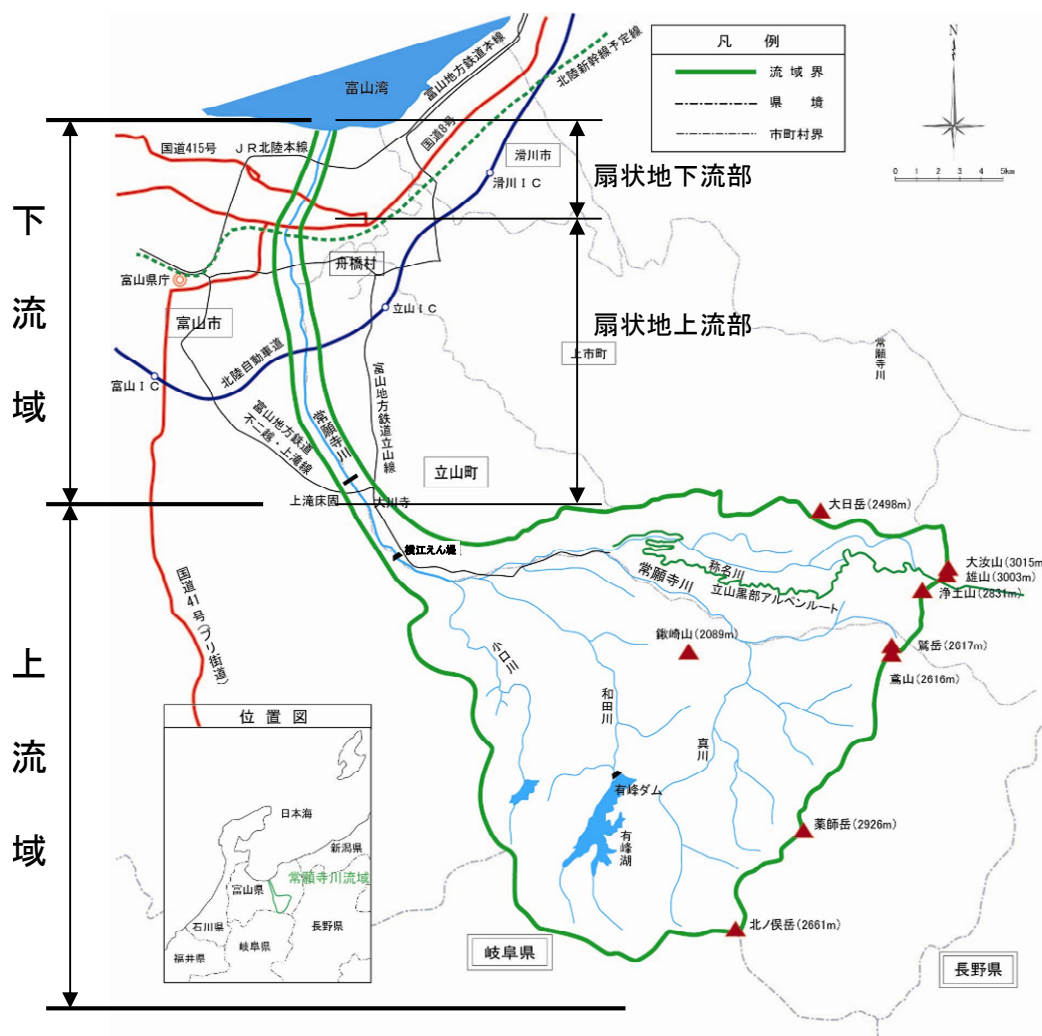 凡 例
流域界
県境
市町村界
N
0 1 2 3 4 5km
富山湾
富山地方鉄道本線
北陸新幹線予定線
国道8号
国道415号
JR北陸本線
滑川市
滑川IC
扇状地下流部
下流域
富山県庁
舟橋村
富山市
立山IC
扇状地上流部
上市町
常願寺川
北陸自動車道
富山IC
富山地方鉄道
不二越・上滝線
常願寺川
富山地方鉄道立山線
立山町
上滝床固
大川寺
横江えん堤
大日岳(2498m)
大汝山(3015m
雄山(3003m)
浄土山(2831m)
称名川
常願寺川
立山黒部アルペンルート
鍬崎山(2089m)
鷲岳(2617m)
鳶山(2616m)
国道41号(ブリ街道)
小口川
和田川
真川
上流域
有峰ダム
有峰湖
薬師岳(2926m)
北ノ俣岳(2661m)
岐阜県
長野県
位置図
日本海
新潟県
常願寺川流域
富山県
石川県
長野県
岐阜県
福井県